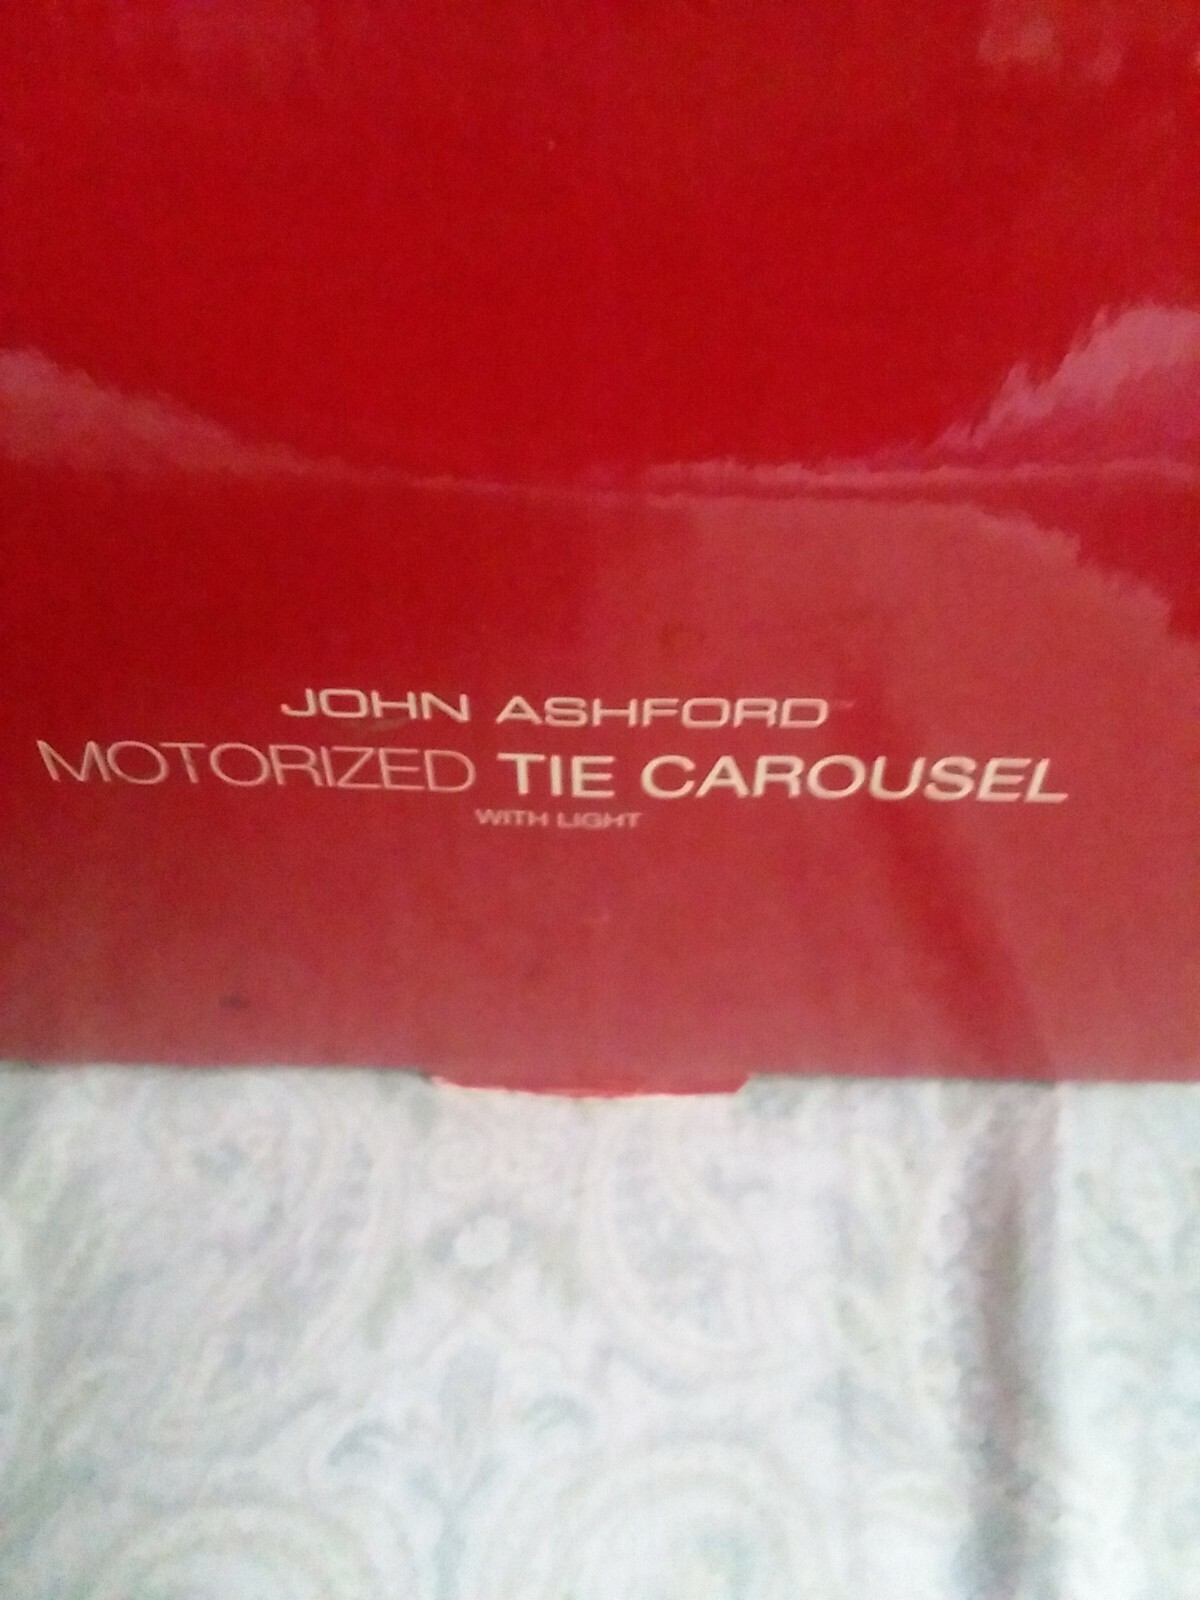 JOHN ASHFORD
MOTORIZED TIE CAROUSEL
WITH LIGHT